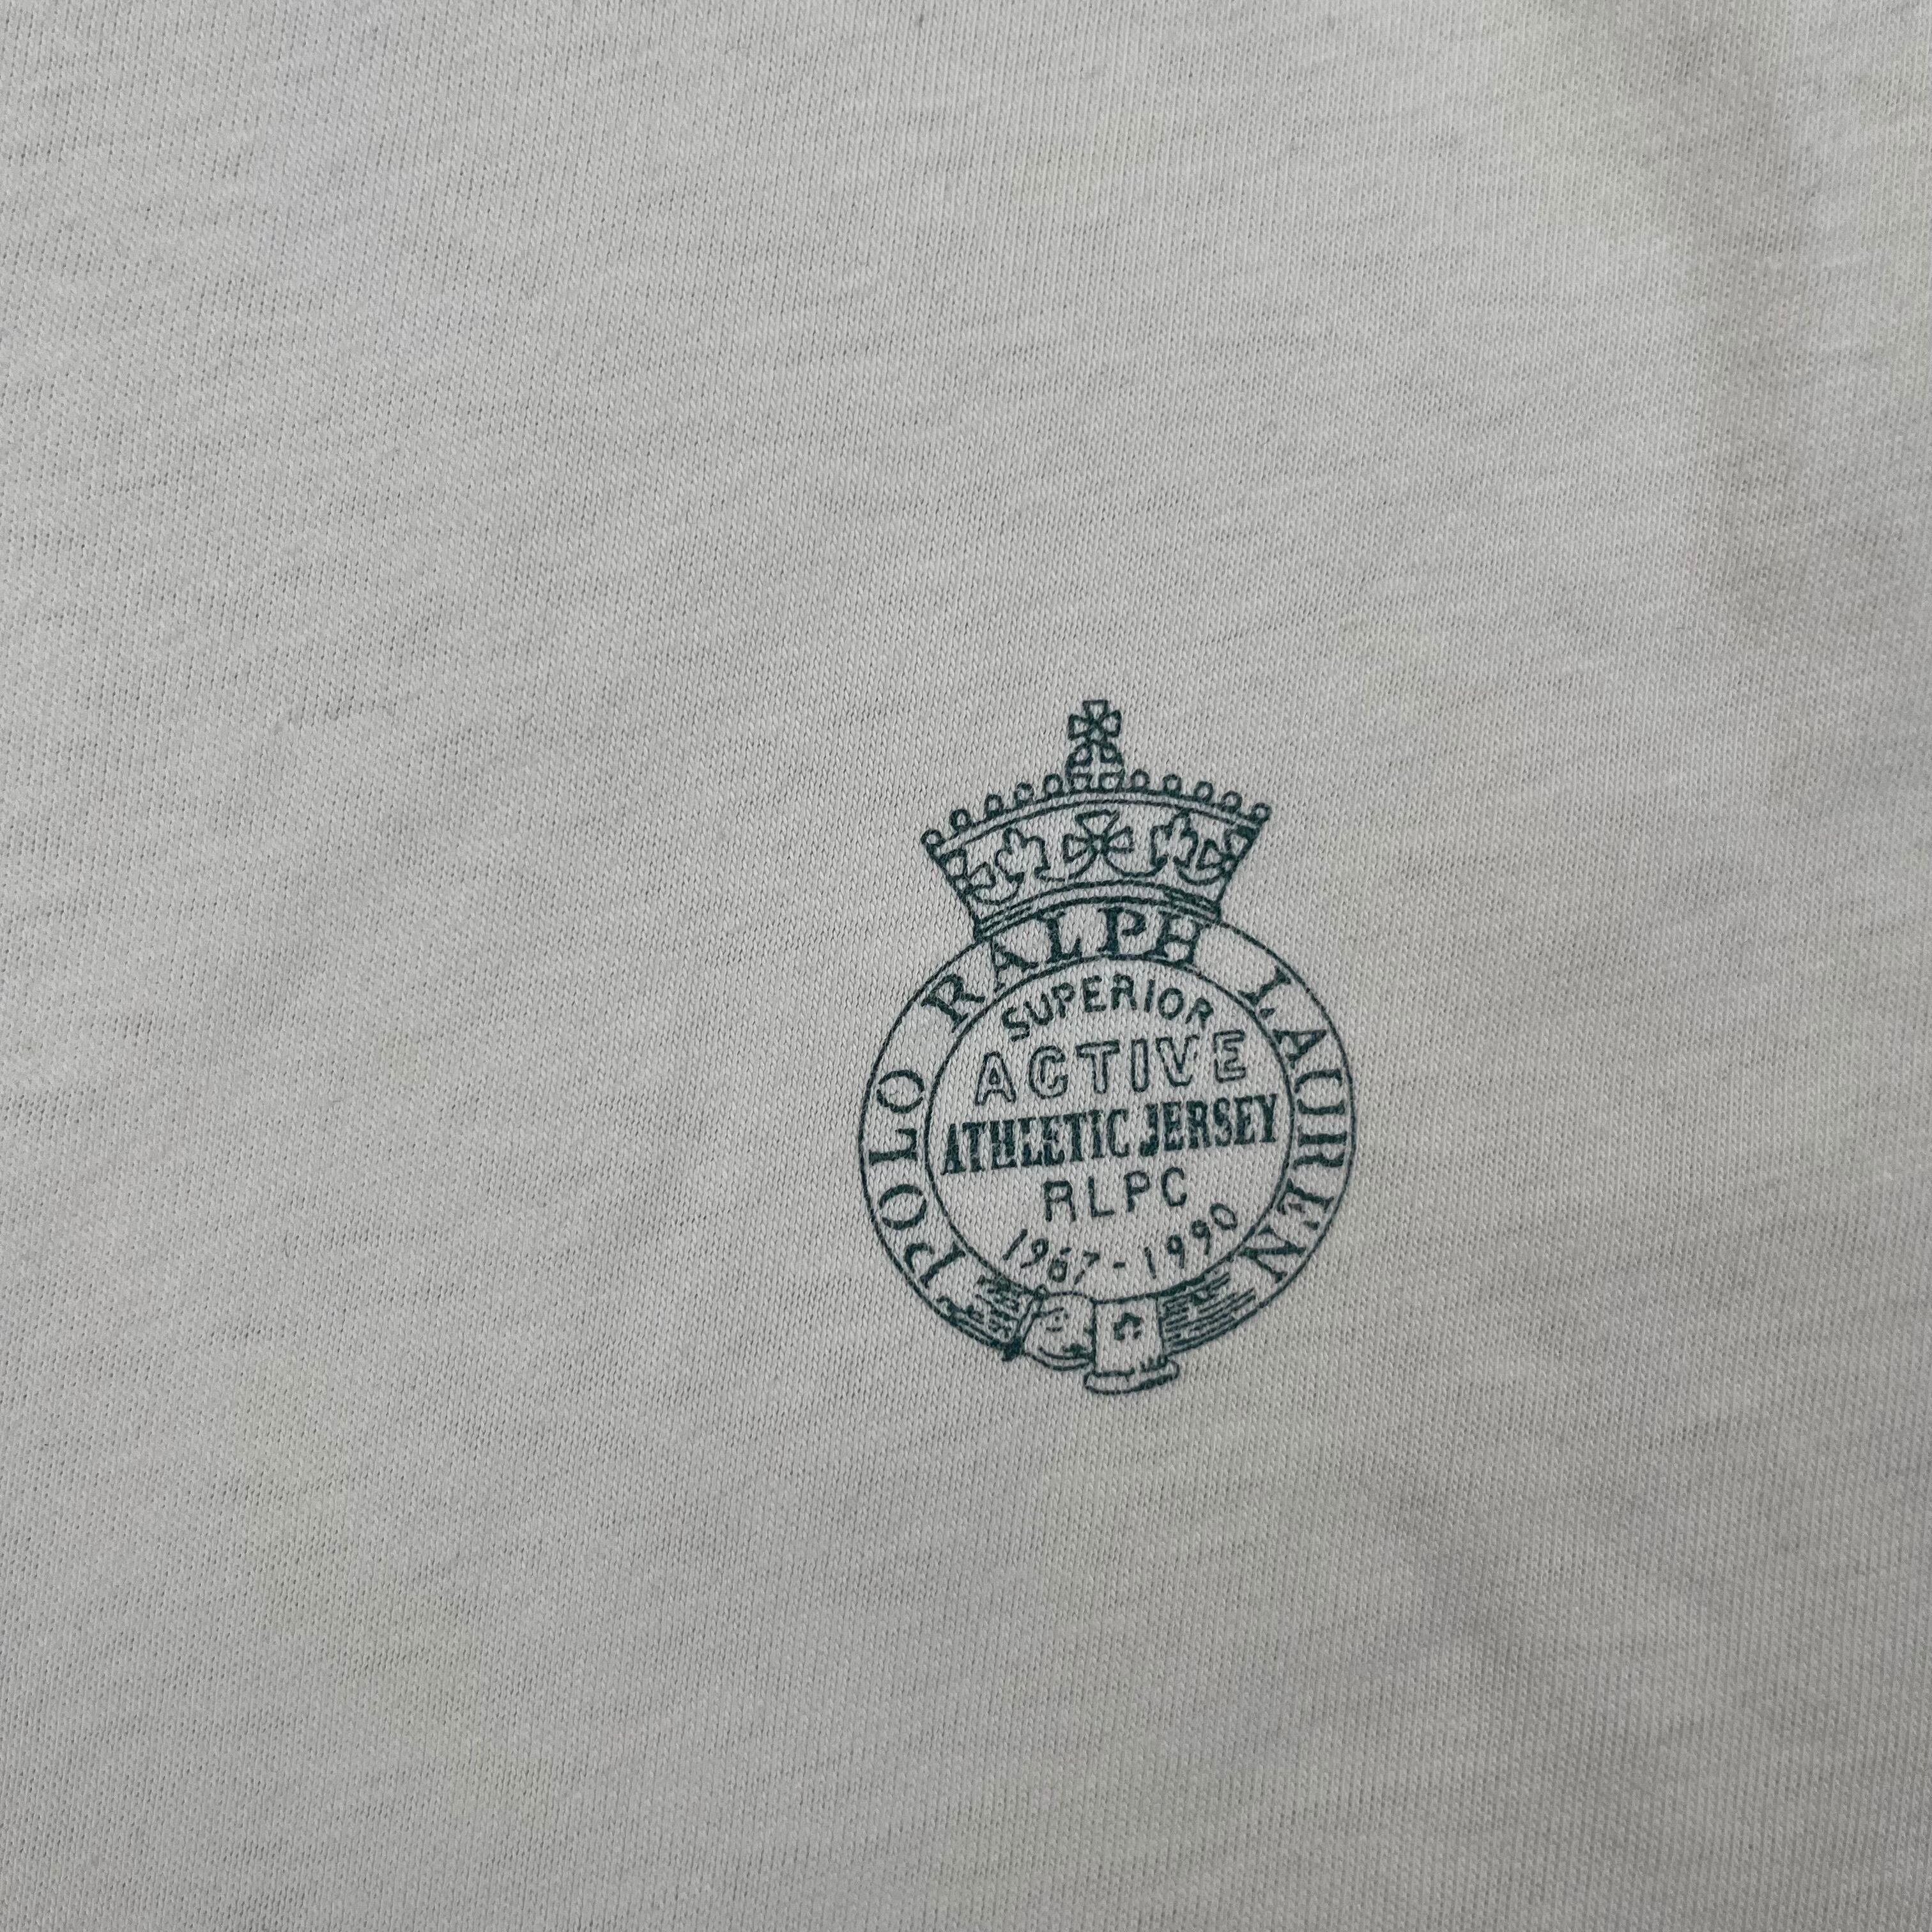 POLO RALPH LAUREN
SUPERIOR
ACTIVE
ATHLETIC JERSEY
RLPC
1967-1990